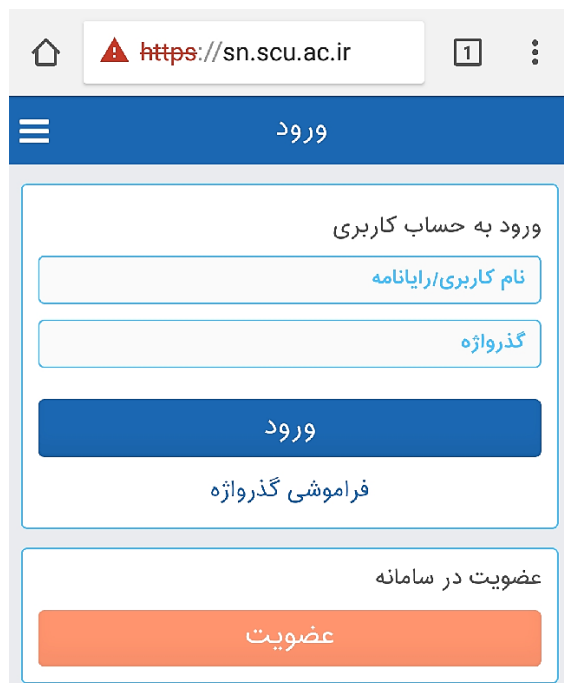 https://sn.scu.ac.ir
1
ورود
ورود به حساب کاربری
نام کاربری/رایانامه
گذرواژه
ورود
فراموشی گذرواژه
عضویت در سامانه
عضویت